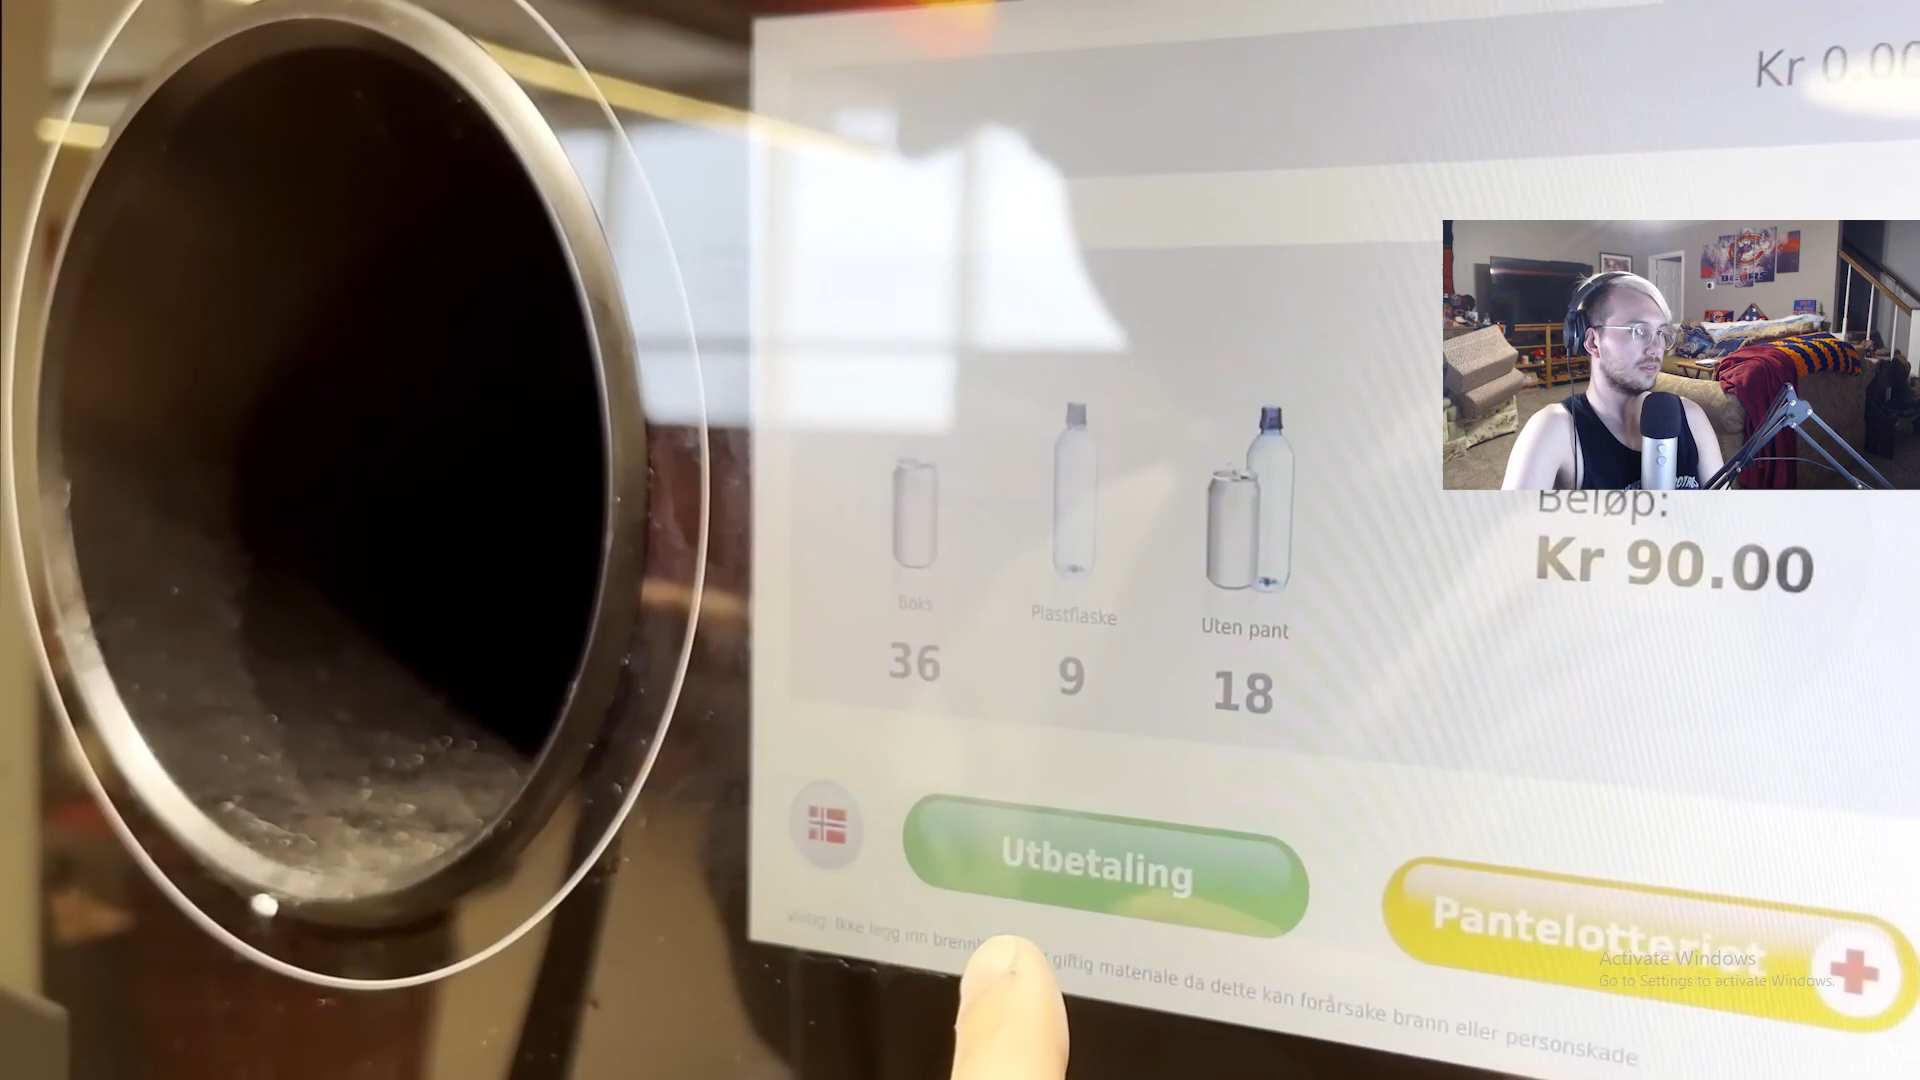 Kr 0.00
BEARS
Beløp:
Kr 90.00
Boks
Plastflaske
Uten pant
36
9
18
Utbetaling
Pantelotteriet
Viktig: Ikke legg inn giftig materiale da dette kan forårsake brann eller personskade
Activate Windows
Go to Settings to activate Windows.